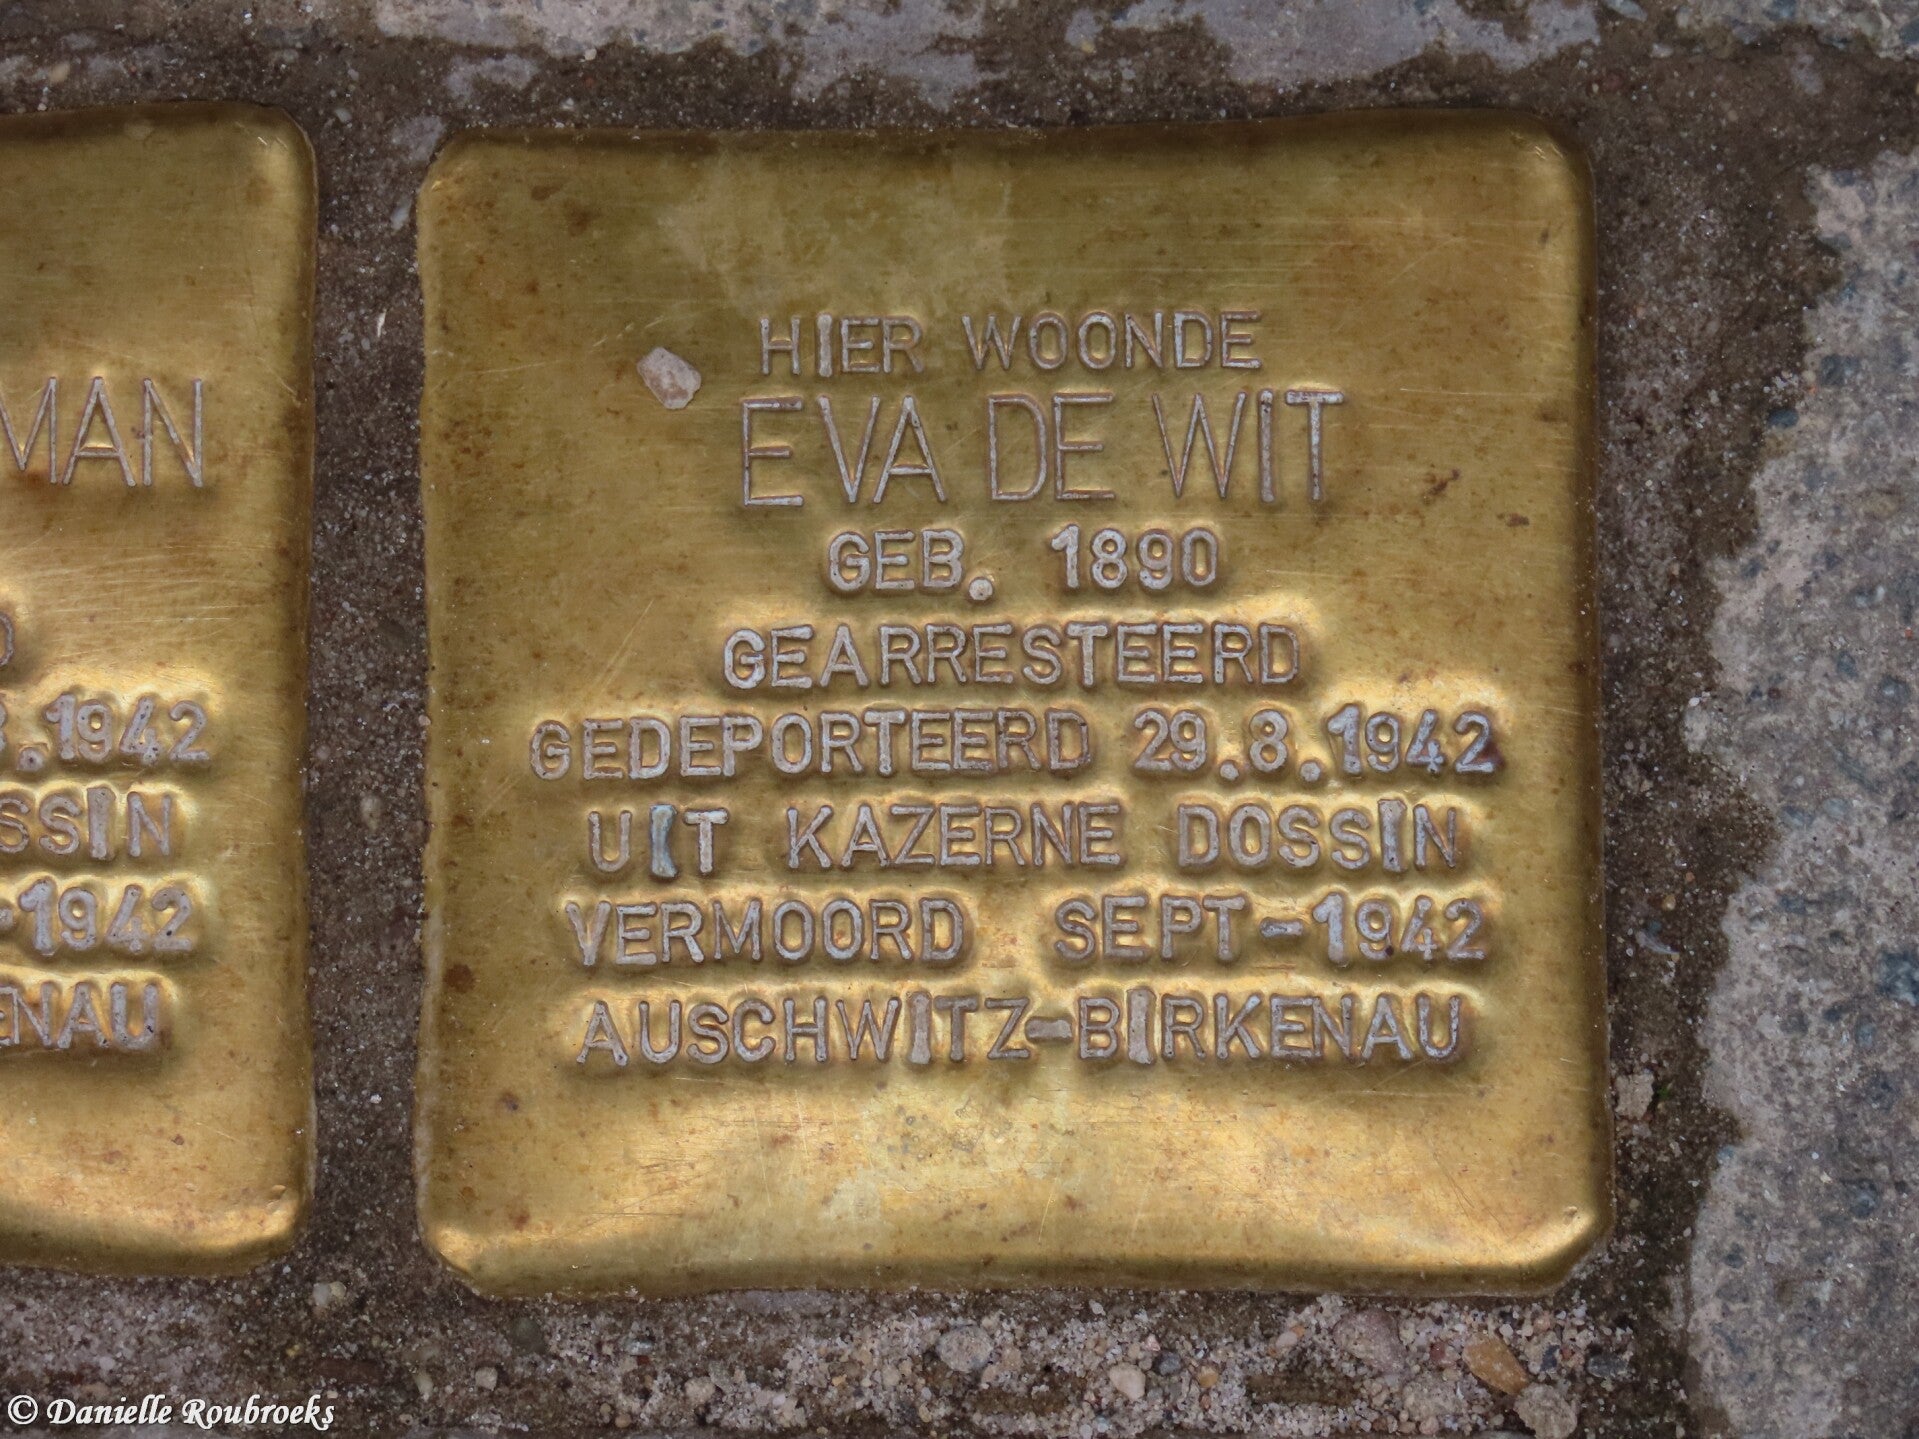 MAN
.1942
SSIN
-1942
ENAU
HIER WOONDE
EVA DE WIT
GEB. 1890
GEARRESTEERD
GEDEPORTEERD 29.8.1942
UIT KAZERNE DOSSIN
VERMOORD SEPT-1942
AUSCHWITZ-BIRKENAU
© Danielle Roubroeks